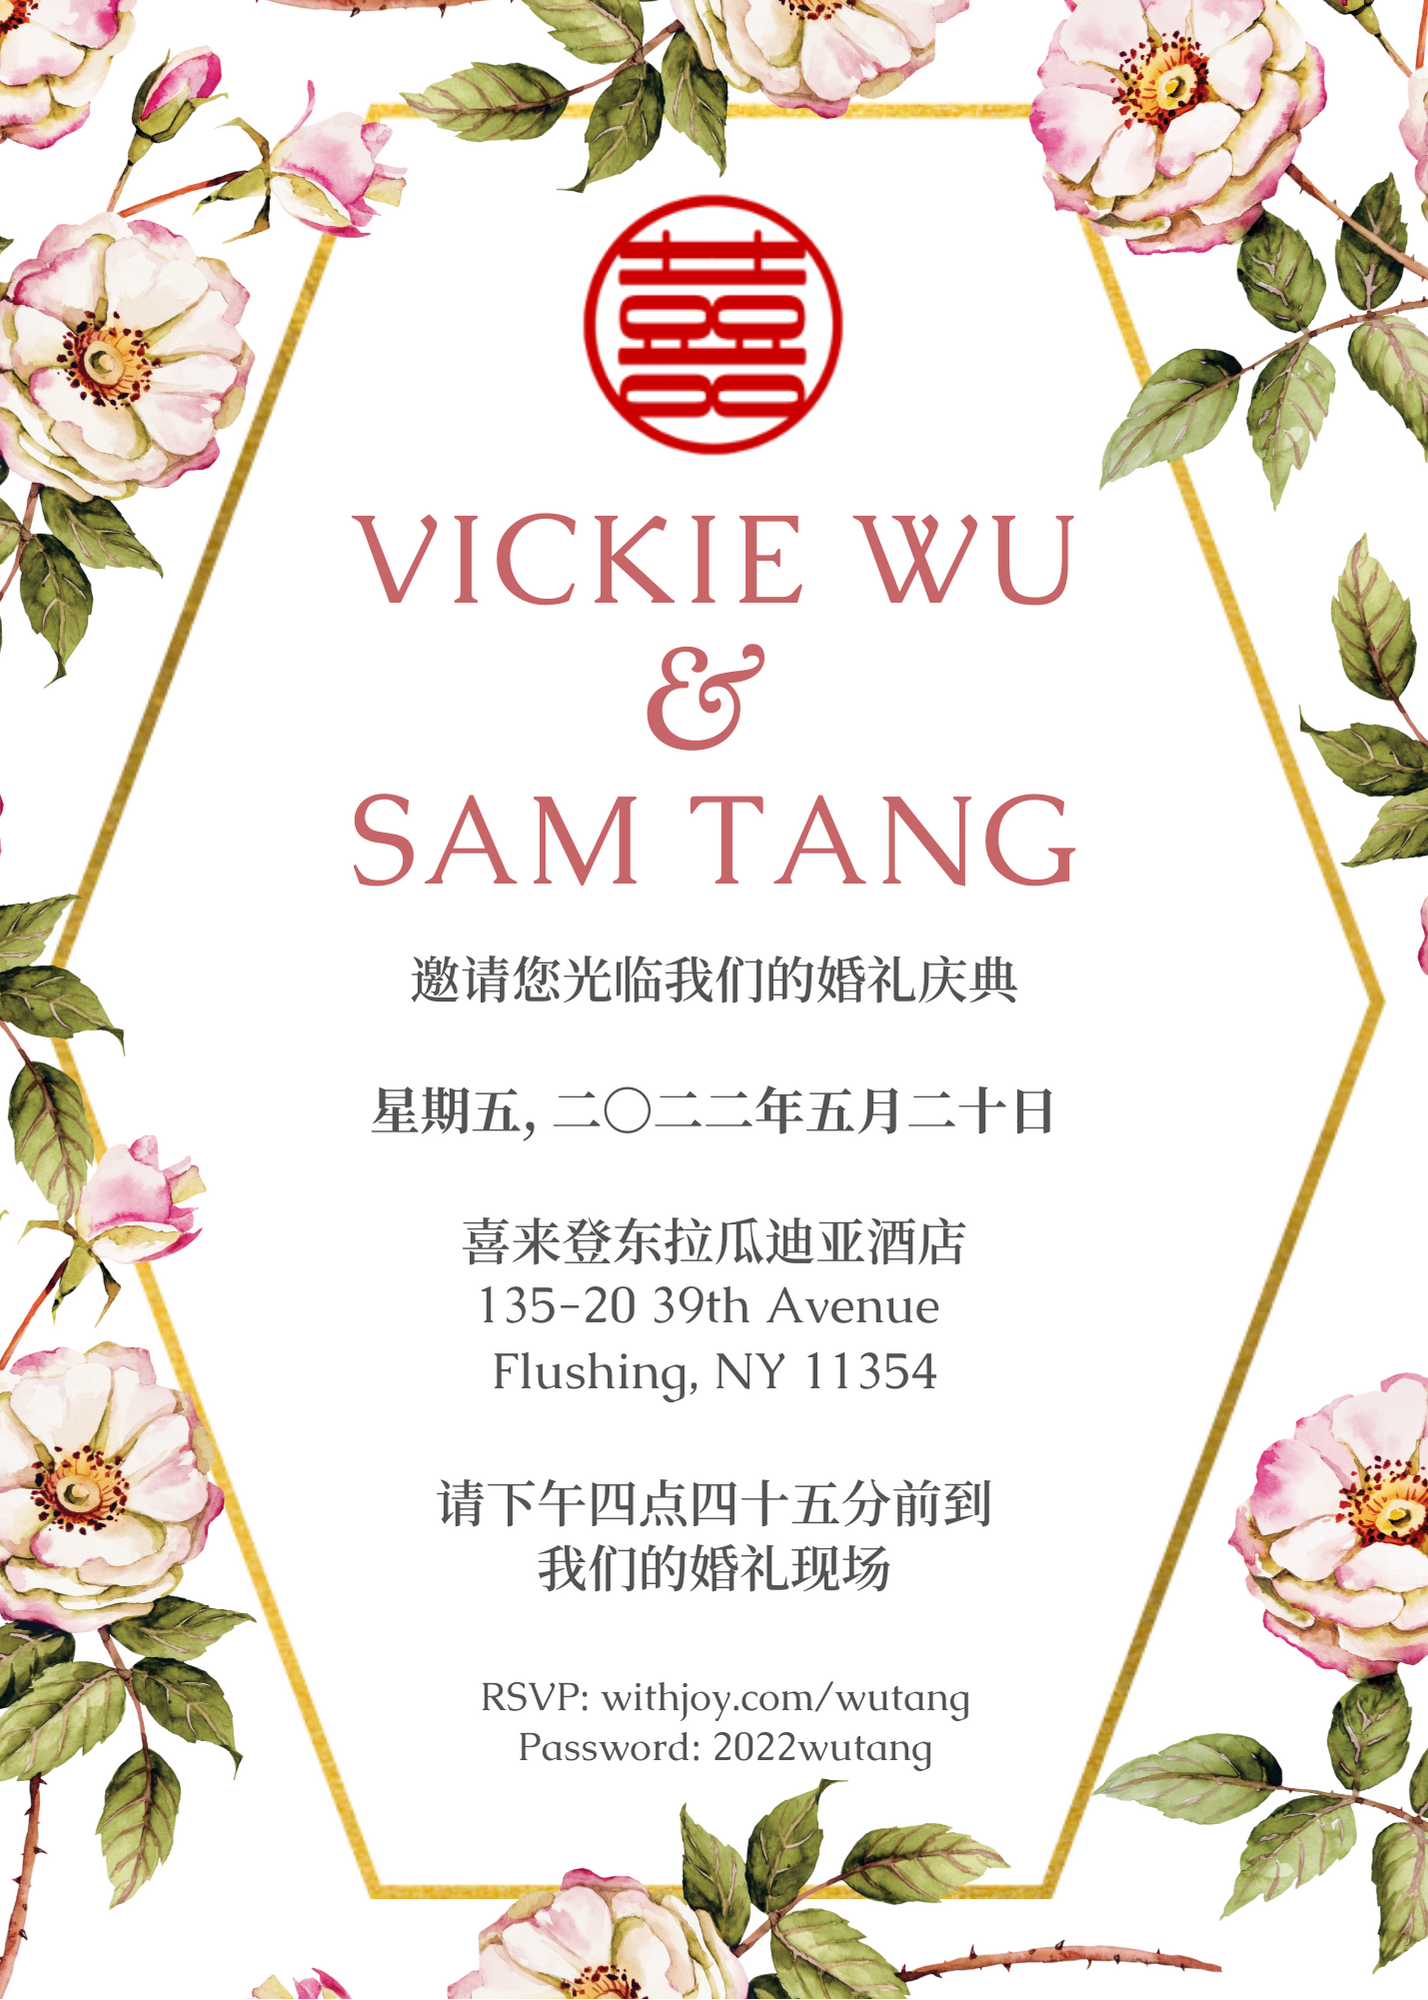 囍
VICKIE WU
&
SAM TANG
邀请您光临我们的婚礼庆典
星期五, 二〇二二年五月二十日
喜来登东拉瓜迪亚酒店
135-20 39th Avenue
Flushing, NY 11354
请下午四点四十五分前到
我们的婚礼现场
RSVP: withjoy.com/wutang
Password: 2022wutang